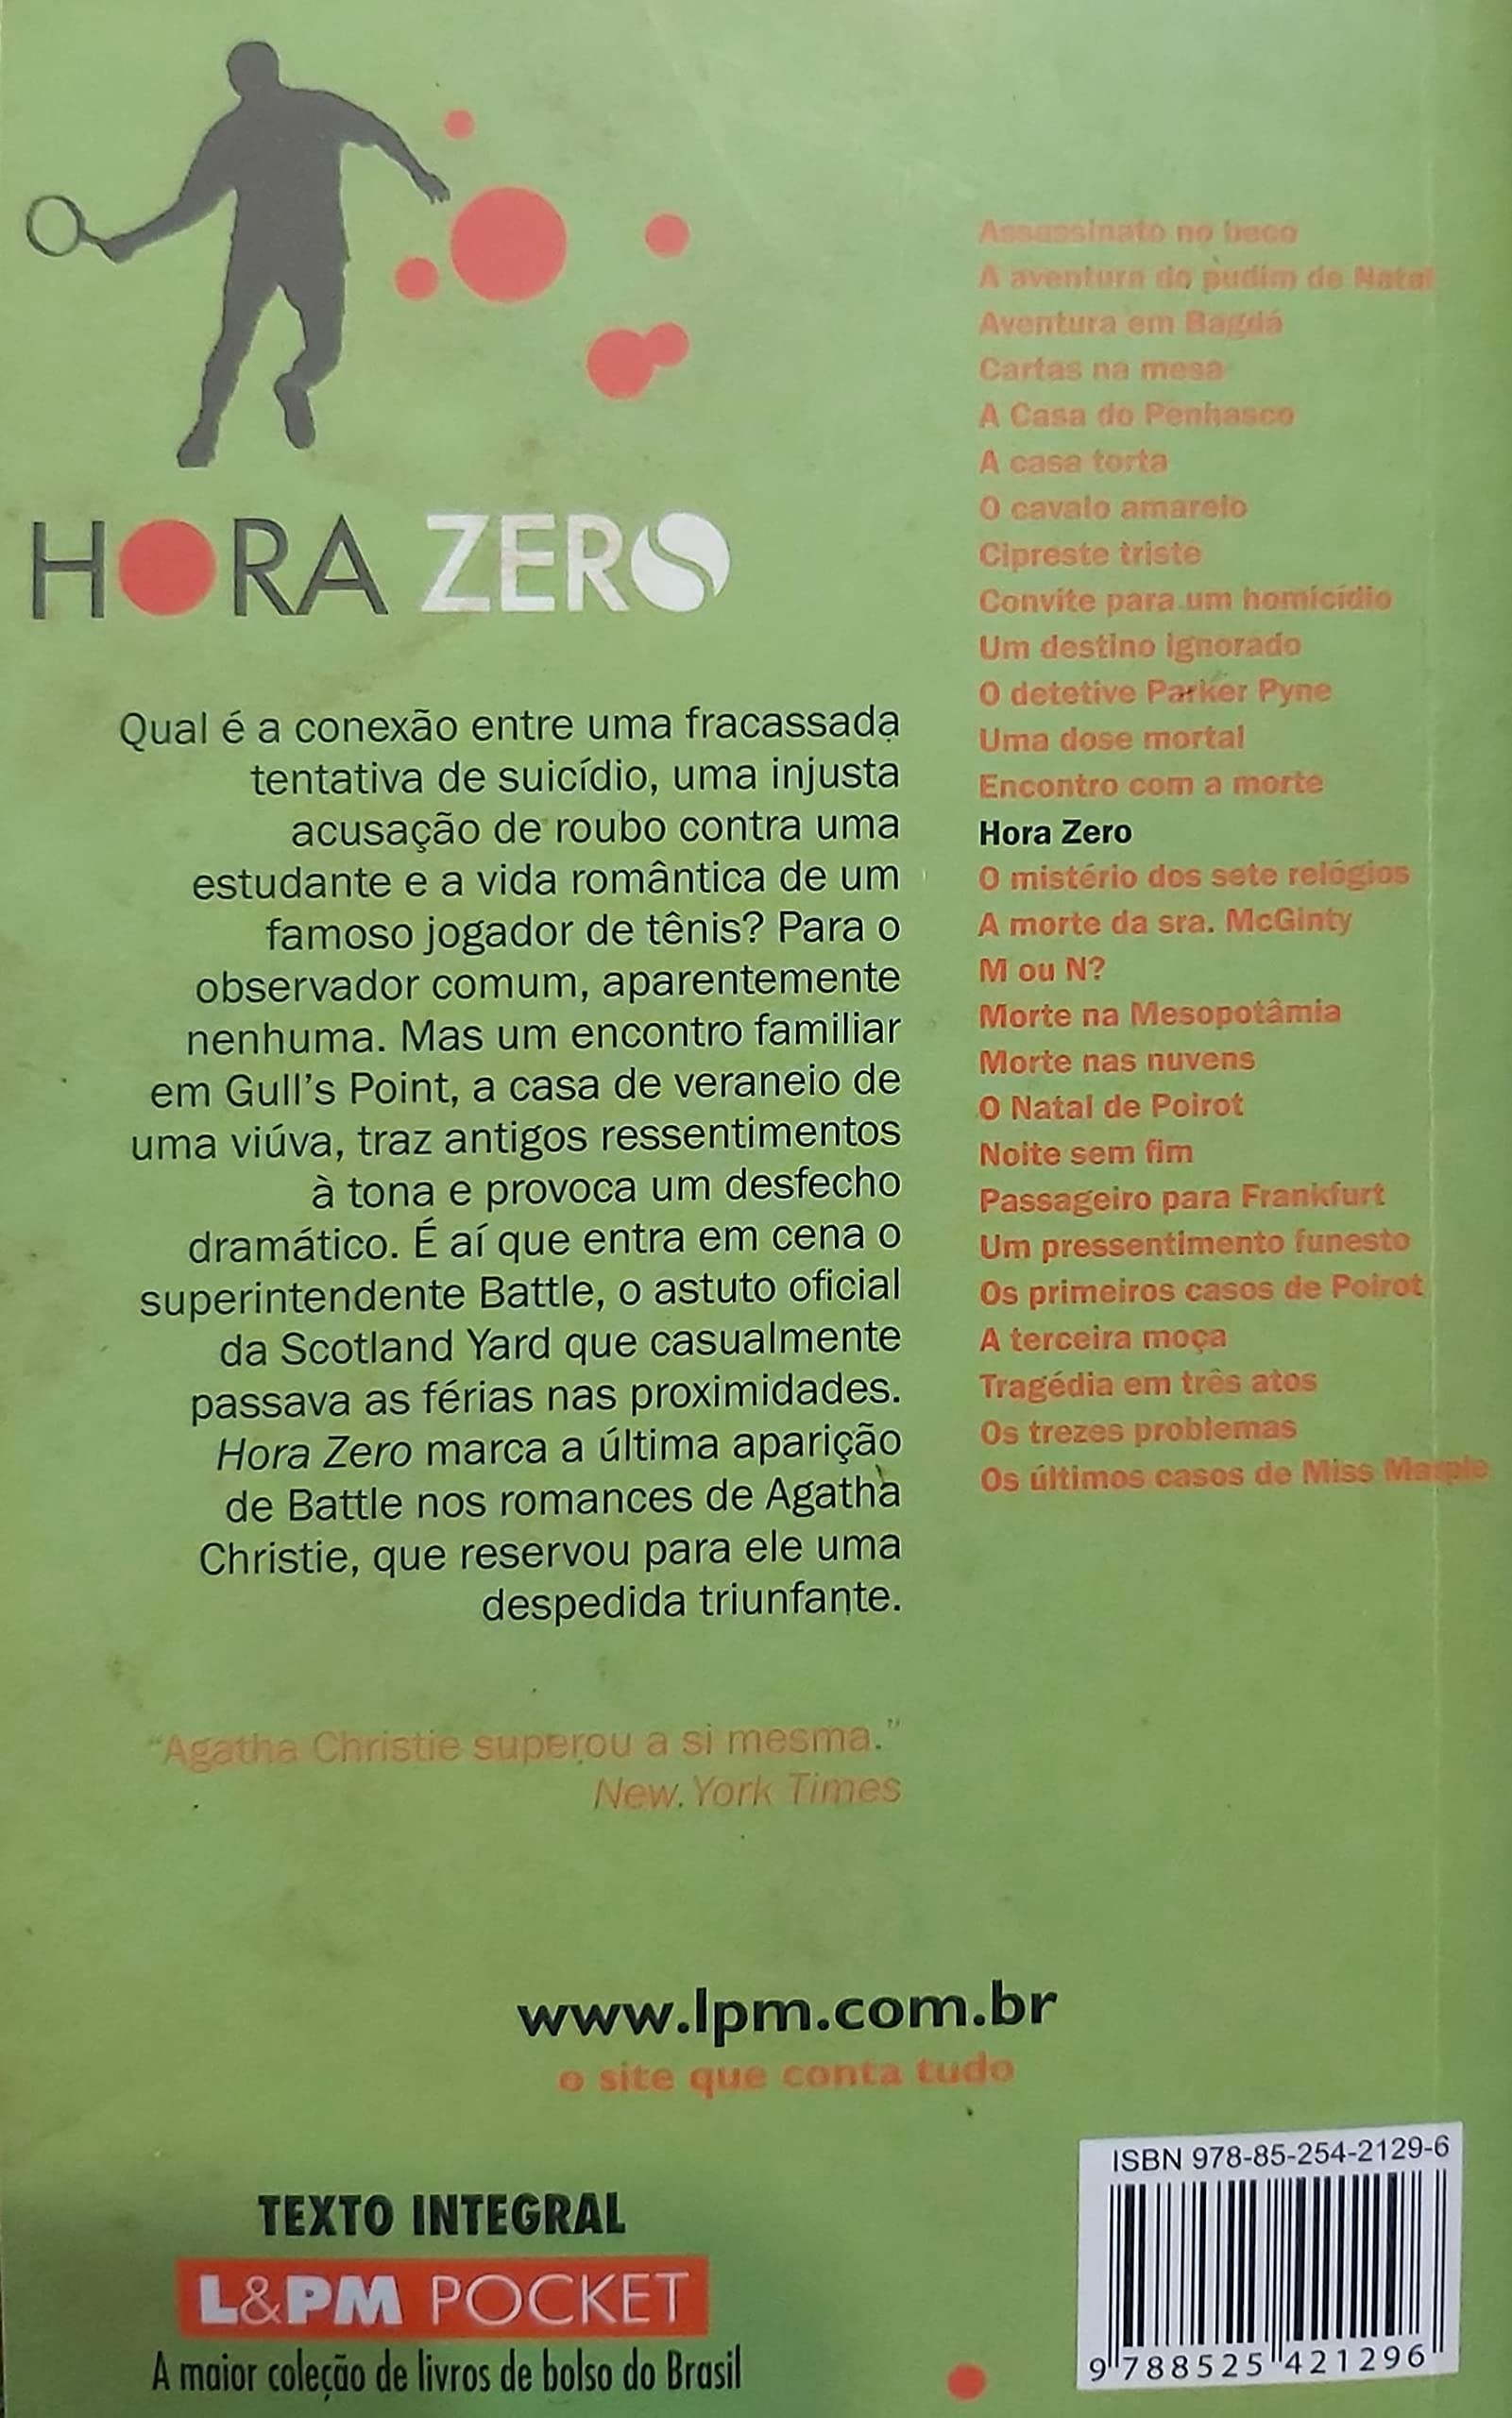 HORA ZERO
Qual é a conexão entre uma fracassada
tentativa de suicídio, uma injusta
acusação de roubo contra uma
estudante e a vida romântica de um
famoso jogador de tênis? Para o
observador comum, aparentemente
nenhuma. Mas um encontro familiar
em Gull's Point, a casa de veraneio de
uma viúva, traz antigos ressentimentos
à tona e provoca um desfecho
dramático. É aí que entra em cena o
superintendente Battle, o astuto oficial
da Scotland Yard que casualmente
passava as férias nas proximidades.
Hora Zero marca a última aparição
de Battle nos romances de Agatha
Christie, que reservou para ele uma
despedida triunfante.
"Agatha Christie superou a si mesma."
New York Times
Assassinato no beco
A aventura do pudim de Natal
Aventura em Bagdá
Cartas na mesa
A Casa do Penhasco
A casa torta
O cavalo amarelo
Cipreste triste
Convite para um homicídio
Um destino ignorado
O detetive Parker Pyne
Uma dose mortal
Encontro com a morte
Hora Zero
O mistério dos sete relógios
A morte da sra. McGinty
M ou N?
Morte na Mesopotâmia
Morte nas nuvens
O Natal de Poirot
Noite sem fim
Passageiro para Frankfurt
Um pressentimento funesto
Os primeiros casos de Poirot
A terceira moça
Tragédia em três atos
Os trezes problemas
Os últimos casos de Miss Marple
www.lpm.com.br
o site que conta tudo
TEXTO INTEGRAL
L&PM POCKET
A maior coleção de livros de bolso do Brasil
ISBN 978-85-254-2129-6
9 788525 421296